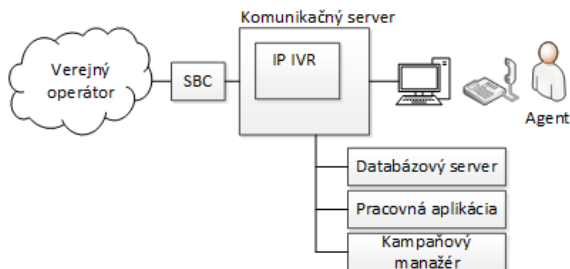 Komunikačný server
IP IVR
Verejný
operátor
SBC
Agent
Databázový server
Pracovná aplikácia
Kampaňový
manažér